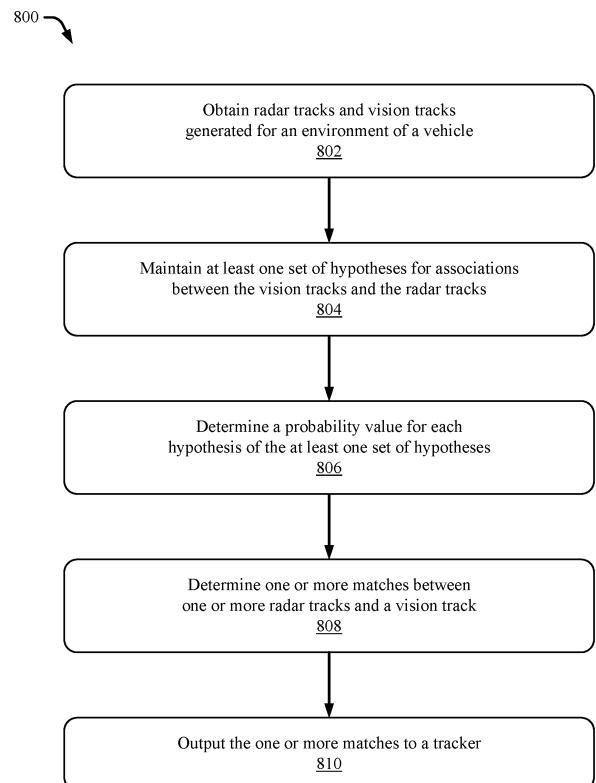 800
Obtain radar tracks and vision tracks
generated for an environment of a vehicle
802
Maintain at least one set of hypotheses for associations
between the vision tracks and the radar tracks
804
Determine a probability value for each
hypothesis of the at least one set of hypotheses
806
Determine one or more matches between
one or more radar tracks and a vision track
808
Output the one or more matches to a tracker
810